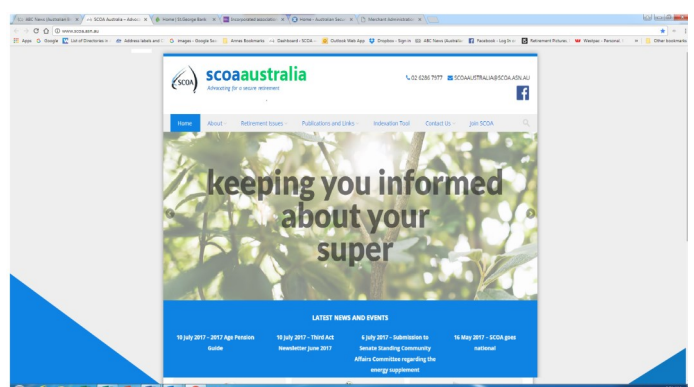 ABC News (Australian
SCOA Australia – Advoc
Home | St.George Bank
Incorporated association
Home - Australian Secur
Merchant Administratio
www.scoa.asn.au
Apps
Google
List of Directories in
Address labels and
Images - Google Sea
Annes Bookmarks
Dashboard ‹ SCOA
Outlook Web App
Dropbox - Sign in
ABC News (Australia
Facebook - Log In or
Retirement Pictures,
Westpac - Personal
Other bookmarks
SCOA
scoaaustralia
Advocating for a secure retirement
02 6286 7977 SCOAAUSTRALIA@SCOA.ASN.AU
Home About Retirement Issues Publications and Links Indexation Tool Contact Us Join SCOA
keeping you informed
about your
super
LATEST NEWS AND EVENTS
10 July 2017 – 2017 Age Pension
Guide
10 July 2017 – Third Act
Newsletter June 2017
6 July 2017 – Submission to
Senate Standing Community
Affairs Committee regarding the
energy supplement
16 May 2017 – SCOA goes
national